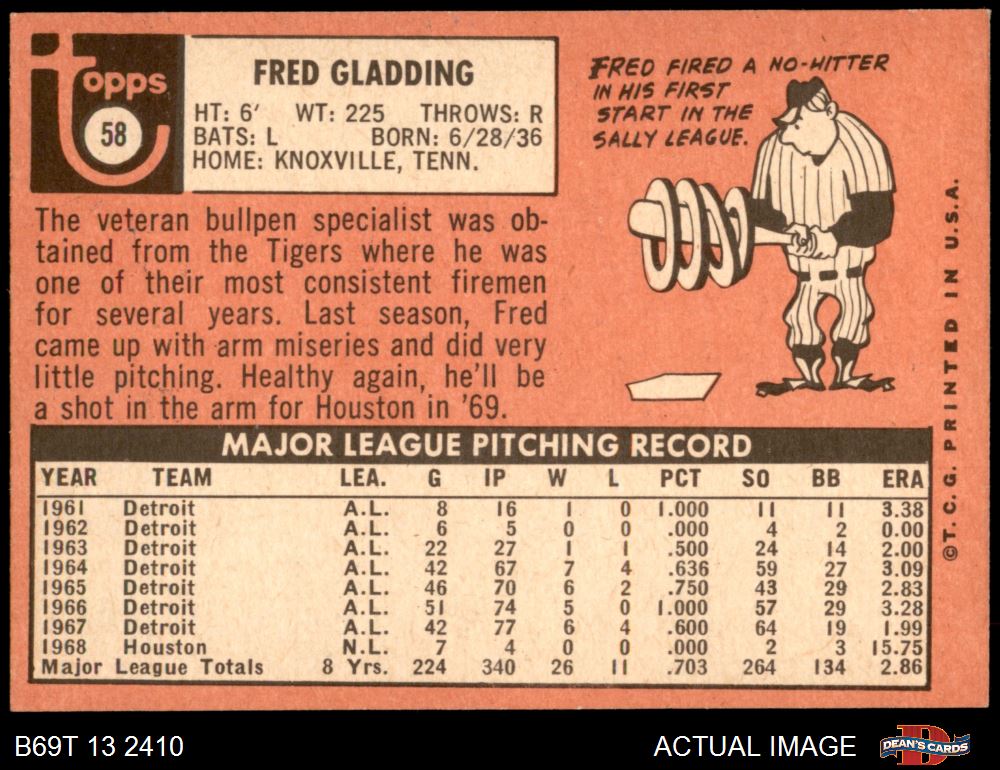 topps
58
FRED GLADDING
HT: 6' WT: 225 THROWS: R
BATS: L BORN: 6/28/36
HOME: KNOXVILLE, TENN.
FRED FIRED A NO-HITTER
IN HIS FIRST
START IN THE
SALLY LEAGUE.
The veteran bullpen specialist was ob-
tained from the Tigers where he was
one of their most consistent firemen
for several years. Last season, Fred
came up with arm miseries and did very
little pitching. Healthy again, he'll be
a shot in the arm for Houston in '69.
MAJOR LEAGUE PITCHING RECORD
YEAR TEAM LEA. G IP W L PCT SO BB ERA
1961 Detroit A.L. 8 16 1 0 1.000 11 11 3.38
1962 Detroit A.L. 6 5 0 0 .000 4 2 0.00
1963 Detroit A.L. 22 27 1 1 .500 24 14 2.00
1964 Detroit A.L. 42 67 7 4 .636 59 27 3.09
1965 Detroit A.L. 46 70 6 2 .750 43 29 2.83
1966 Detroit A.L. 51 74 5 0 1.000 57 29 3.28
1967 Detroit A.L. 42 77 6 4 .600 64 19 1.99
1968 Houston N.L. 7 4 0 0 .000 2 3 15.75
Major League Totals 8 Yrs. 224 340 26 11 .703 264 134 2.86
©T. C. G. PRINTED IN U.S.A.
B69T 13 2410
ACTUAL IMAGE
D
DEAN'S CARDS